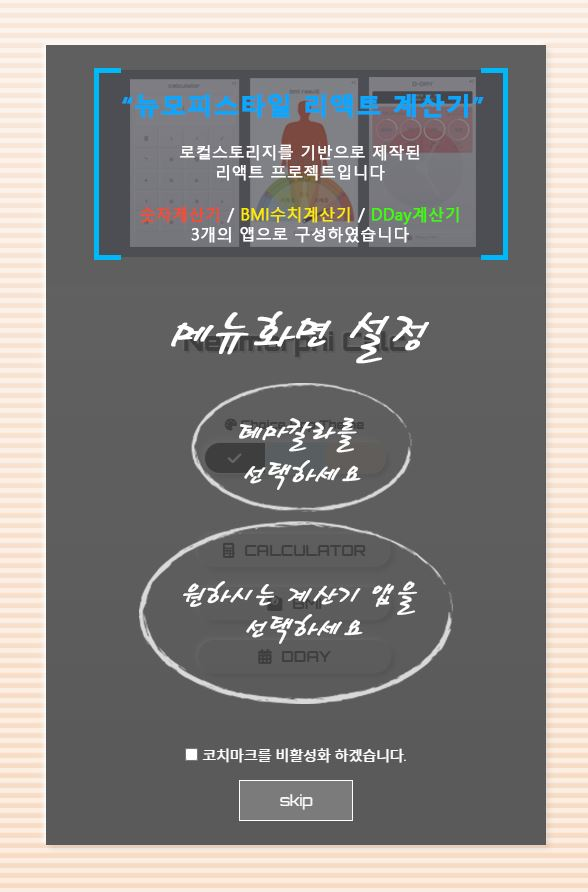 CALCULATOR
BMI RESULT
D-DAY
“뉴모피스타일 리액트 계산기”
로컬스토리지를 기반으로 제작된
리액트 프로젝트입니다
숫자계산기 / BMI수치계산기 / DDay계산기
3개의 앱으로 구성하였습니다
메뉴화면 설정
테마칼라를
선택하세요
CALCULATOR
원하시는 계산기 앱을
BMI
선택하세요
DDAY
코치마크를 비활성화 하겠습니다.
skip